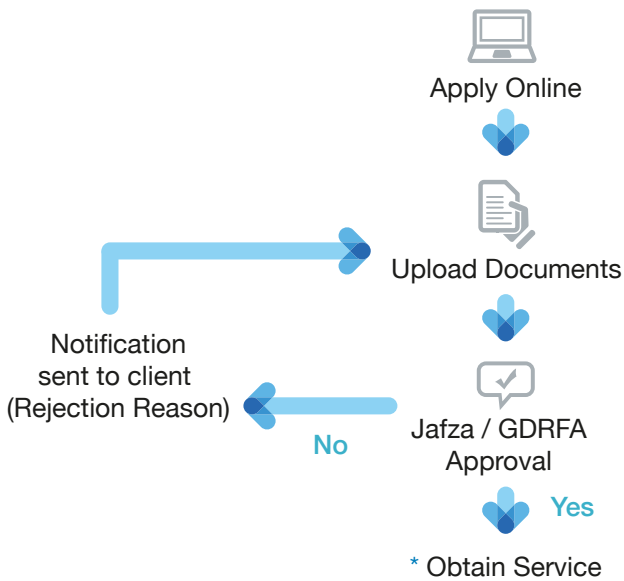 Apply Online
Upload Documents
Notification
sent to client
(Rejection Reason)
No
Jafza / GDRFA
Approval
Yes
* Obtain Service